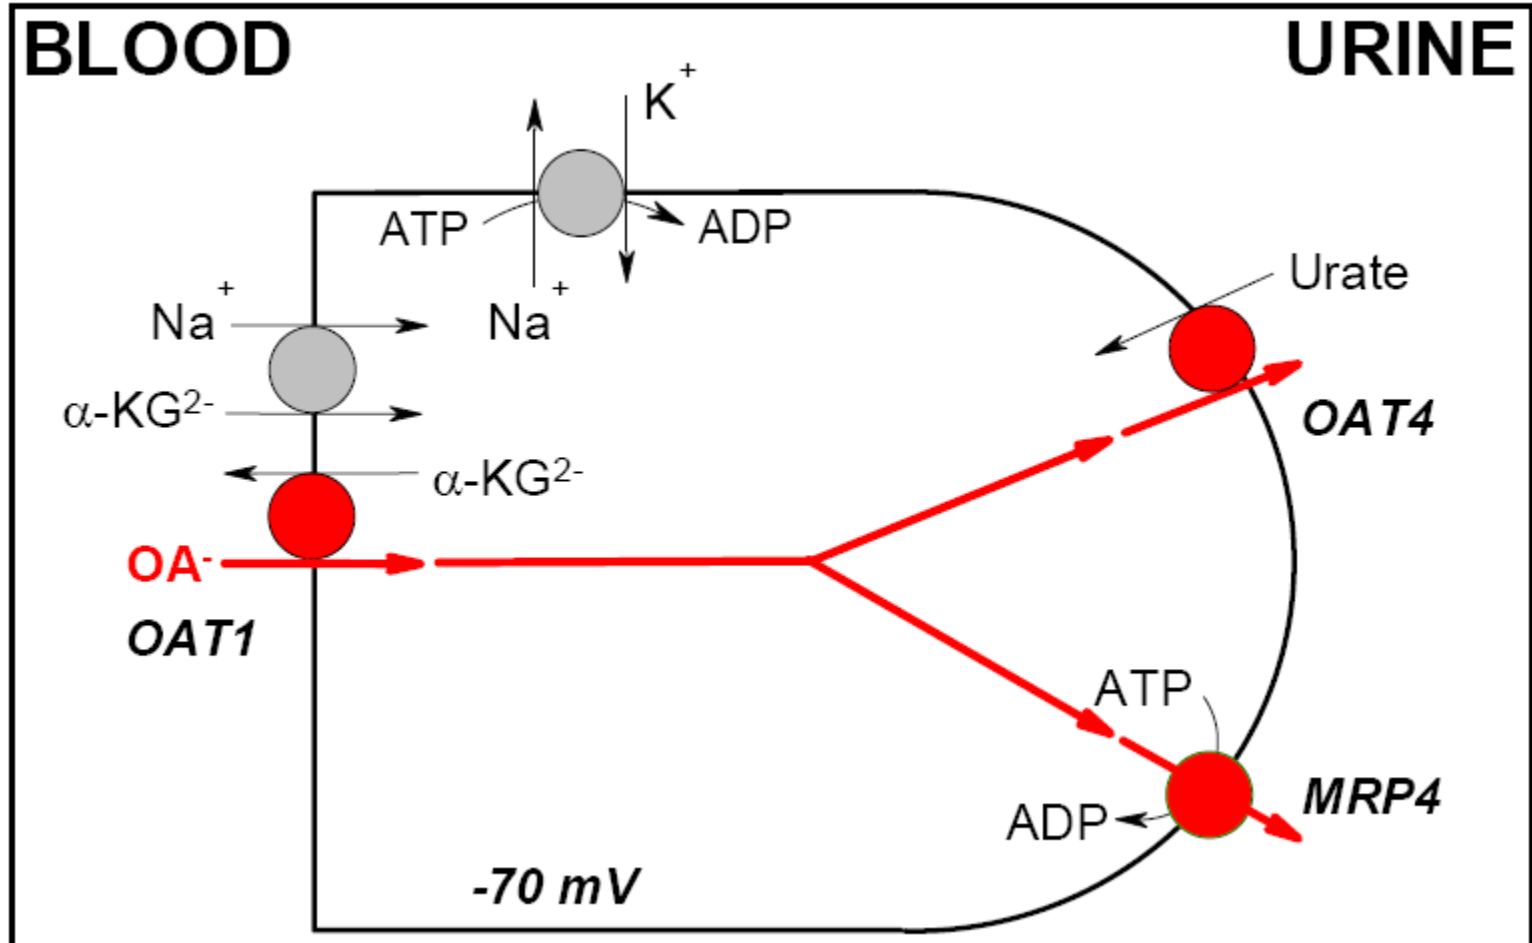 BLOOD
URINE
K⁺
ATP
ADP
Na⁺
Na⁺
Urate
α-KG²⁻
α-KG²⁻
OA⁻
OAT1
OAT4
ATP
MRP4
ADP
-70 mV